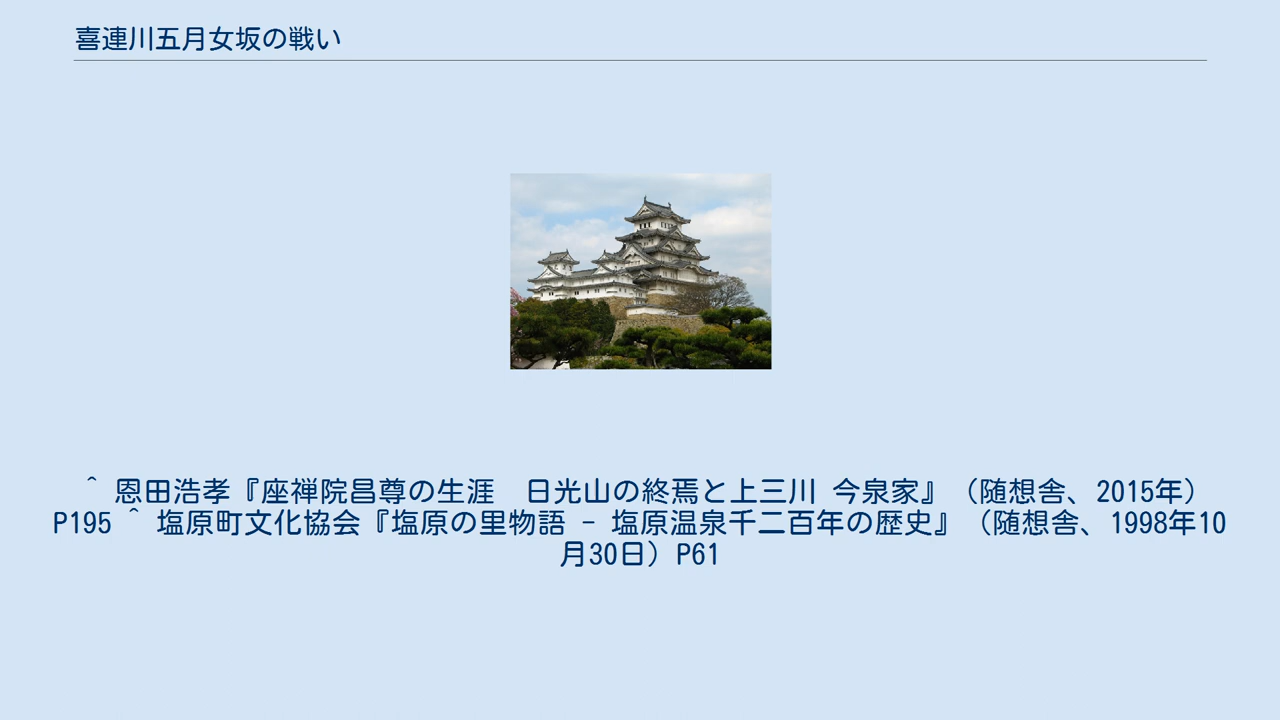 喜連川五月女坂の戦い
^ 恩田浩孝『座禅院昌尊の生涯　日光山の終焉と上三川 今泉家』（随想舎、2015年）
P195 ^ 塩原町文化協会『塩原の里物語 - 塩原温泉千二百年の歴史』（随想舎、1998年10
月30日）P61